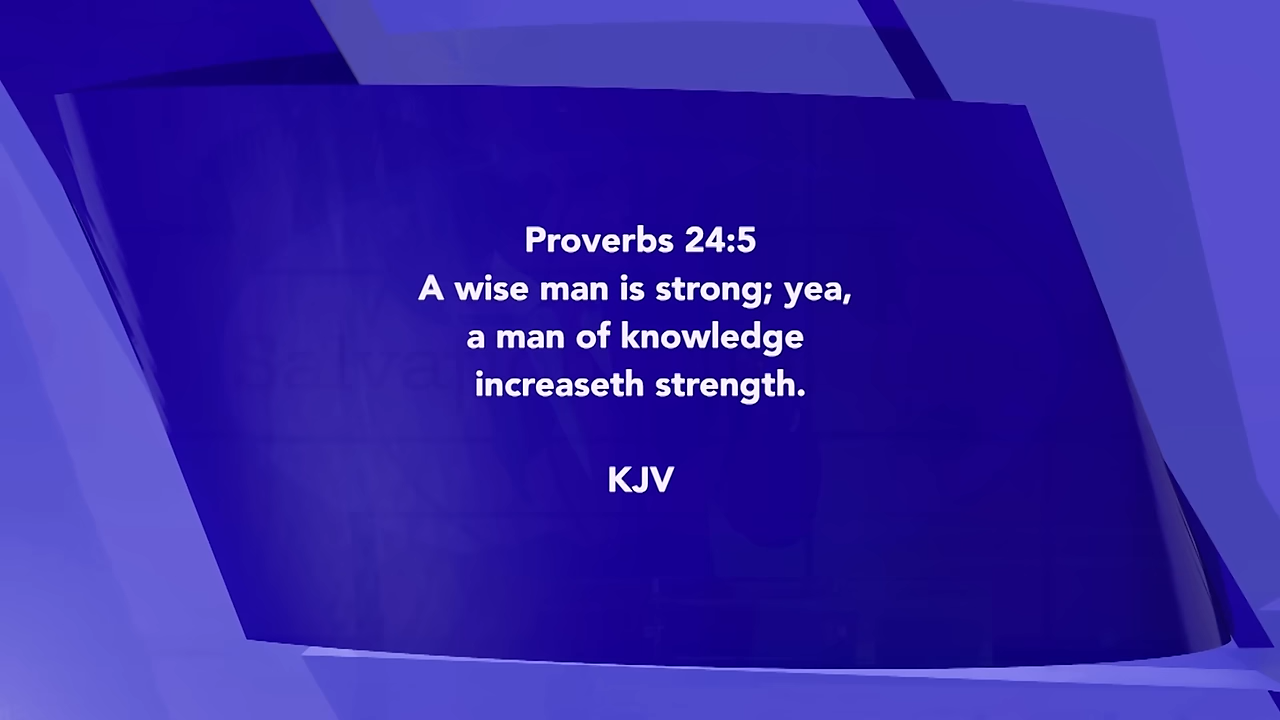 Proverbs 24:5
A wise man is strong; yea,
a man of knowledge
increaseth strength.
KJV